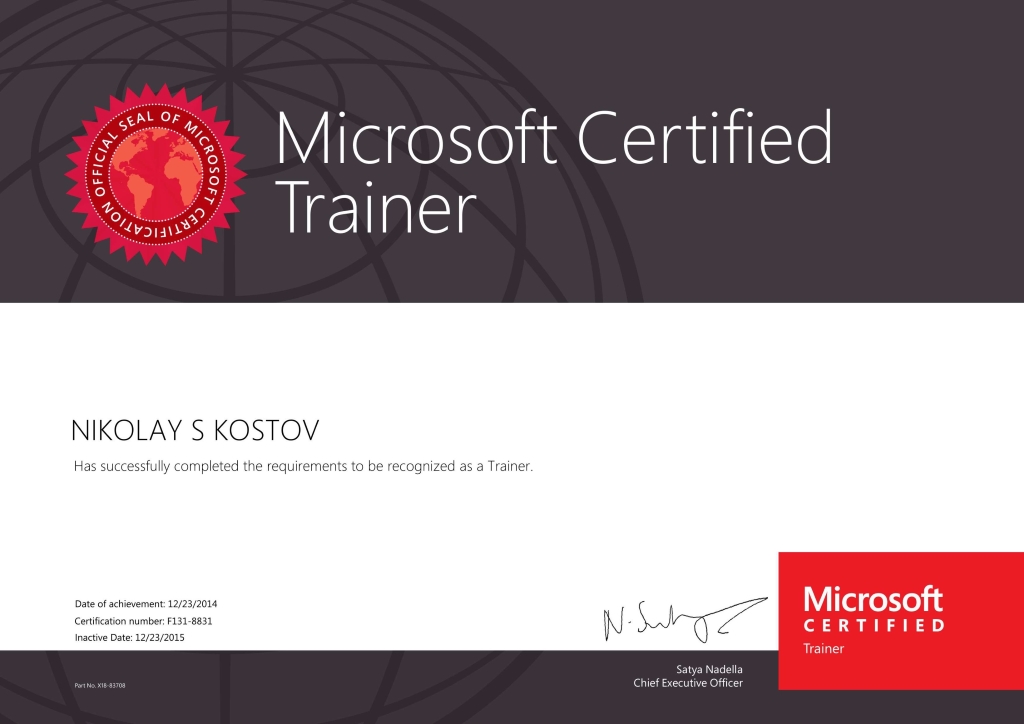 OFFICIAL SEAL OF MICROSOFT CERTIFICATION
Microsoft Certified
Trainer
NIKOLAY S KOSTOV
Has successfully completed the requirements to be recognized as a Trainer.
Date of achievement: 12/23/2014
Certification number: F131-8831
Inactive Date: 12/23/2015
Part No. X18-83708
Satya Nadella
Chief Executive Officer
Microsoft
CERTIFIED
Trainer